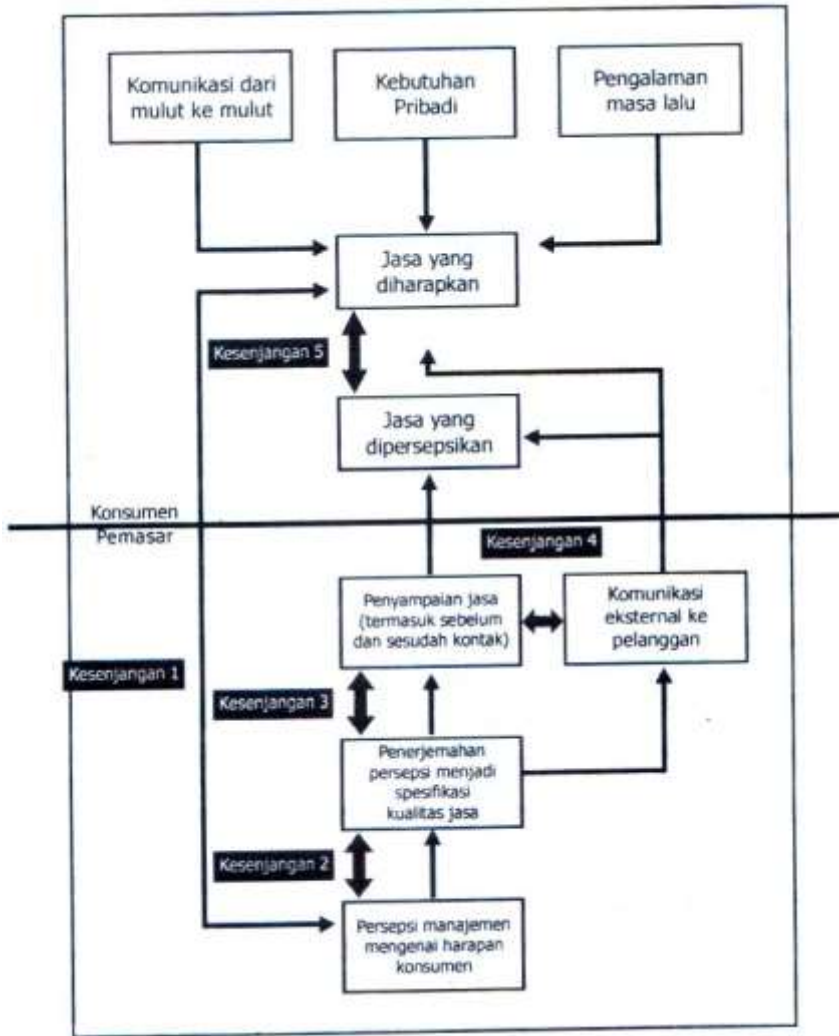 Komunikasi dari
mulut ke mulut
Kebutuhan
Pribadi
Pengalaman
masa lalu
Jasa yang
diharapkan
Kesenjangan 5
Jasa yang
dipersepsikan
Konsumen
Pemasar
Kesenjangan 4
Penyampaian jasa
(termasuk sebelum
dan sesudah kontak)
Komunikasi
eksternal ke
pelanggan
Kesenjangan 1
Kesenjangan 3
Penerjemahan
persepsi menjadi
spesifikasi
kualitas jasa
Kesenjangan 2
Persepsi manajemen
mengenai harapan
konsumen